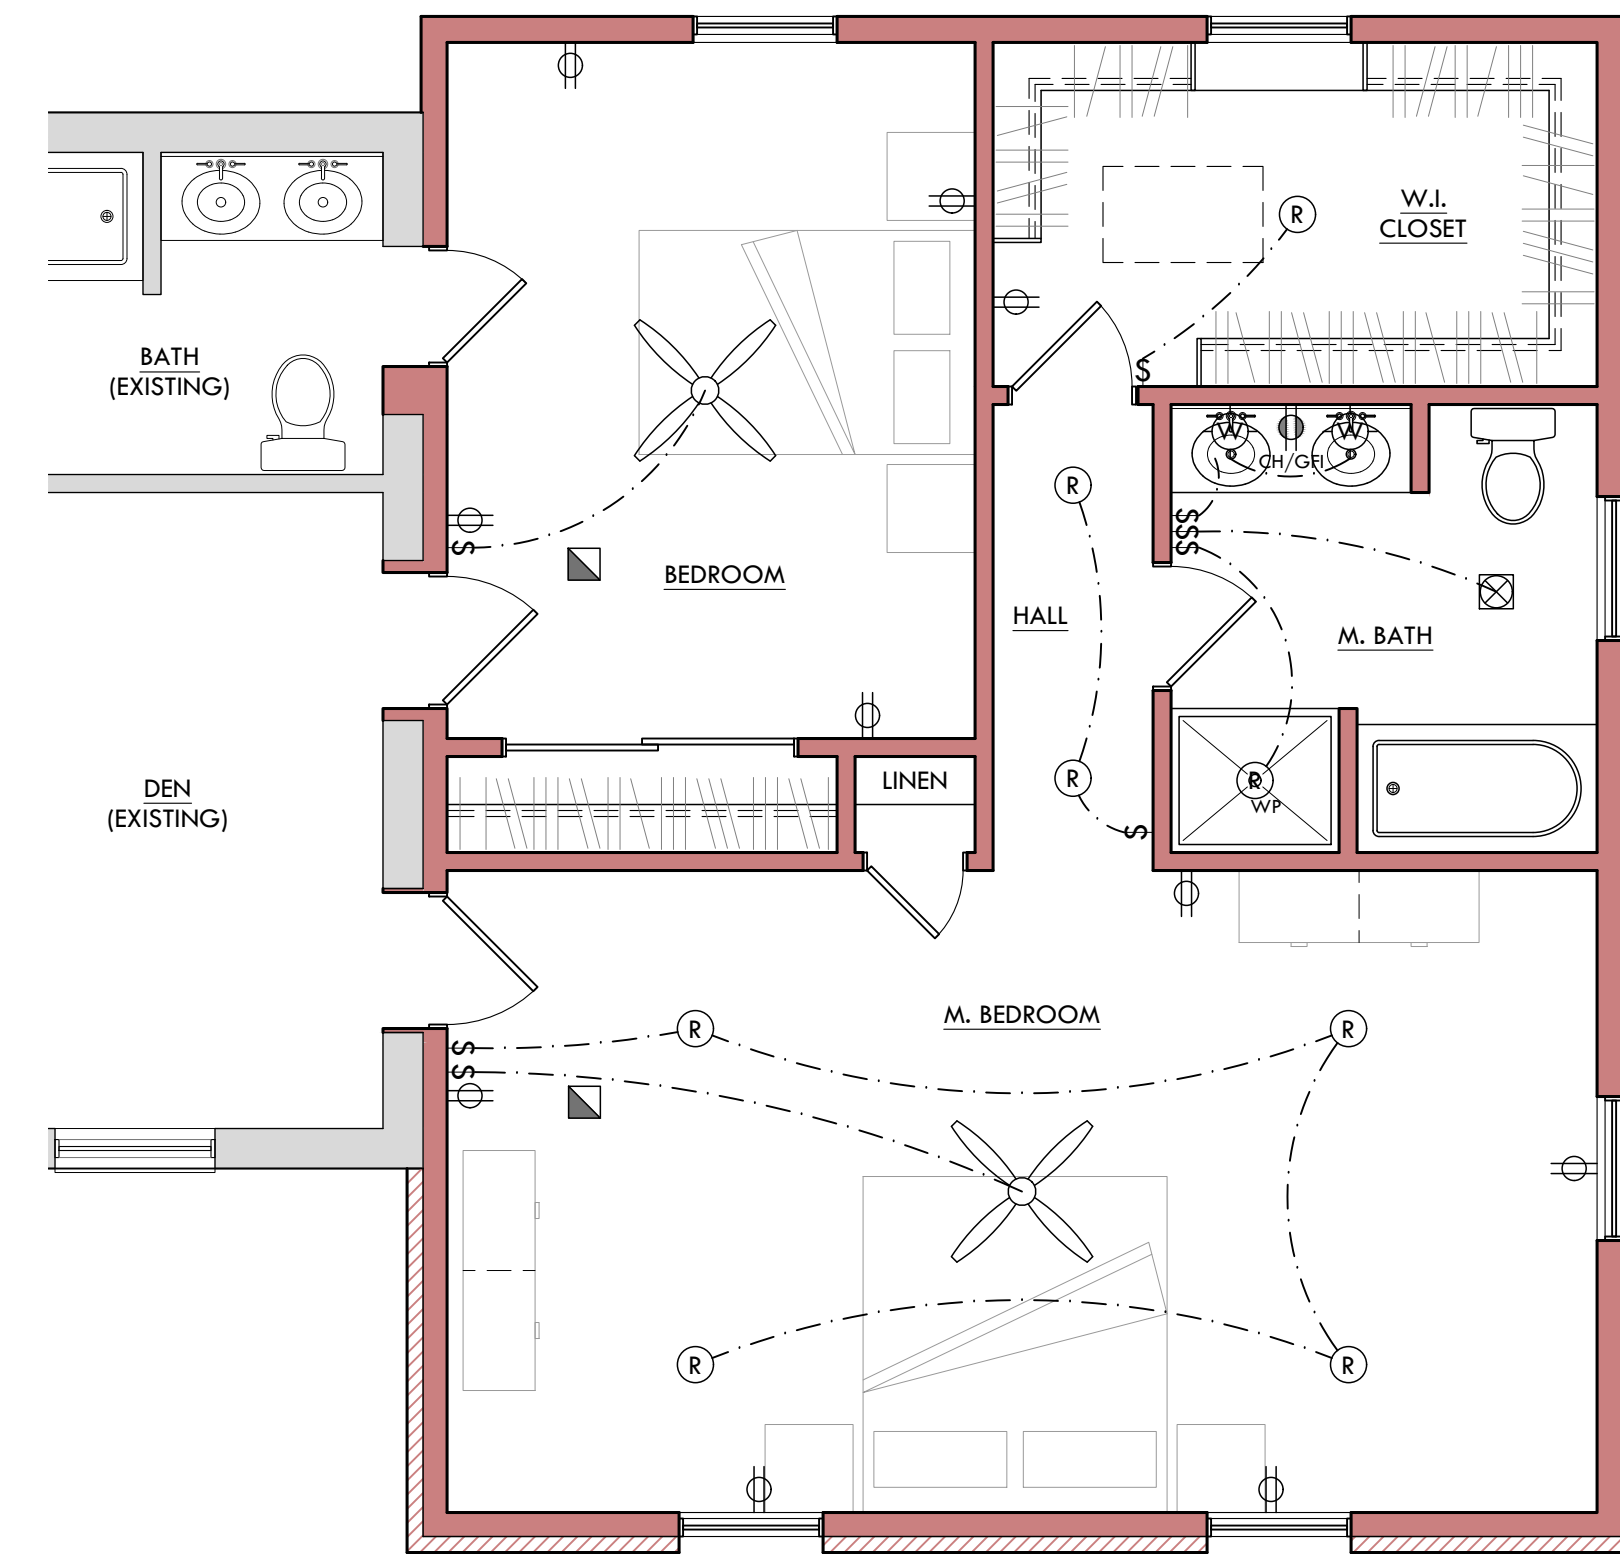 W.I.
CLOSET
R
$
BATH
(EXISTING)
W
W
CH/GFI
R
S
S
S
S
BEDROOM
HALL
M. BATH
R
R
WP
S
LINEN
DEN
(EXISTING)
M. BEDROOM
S
S
R
R
R
R